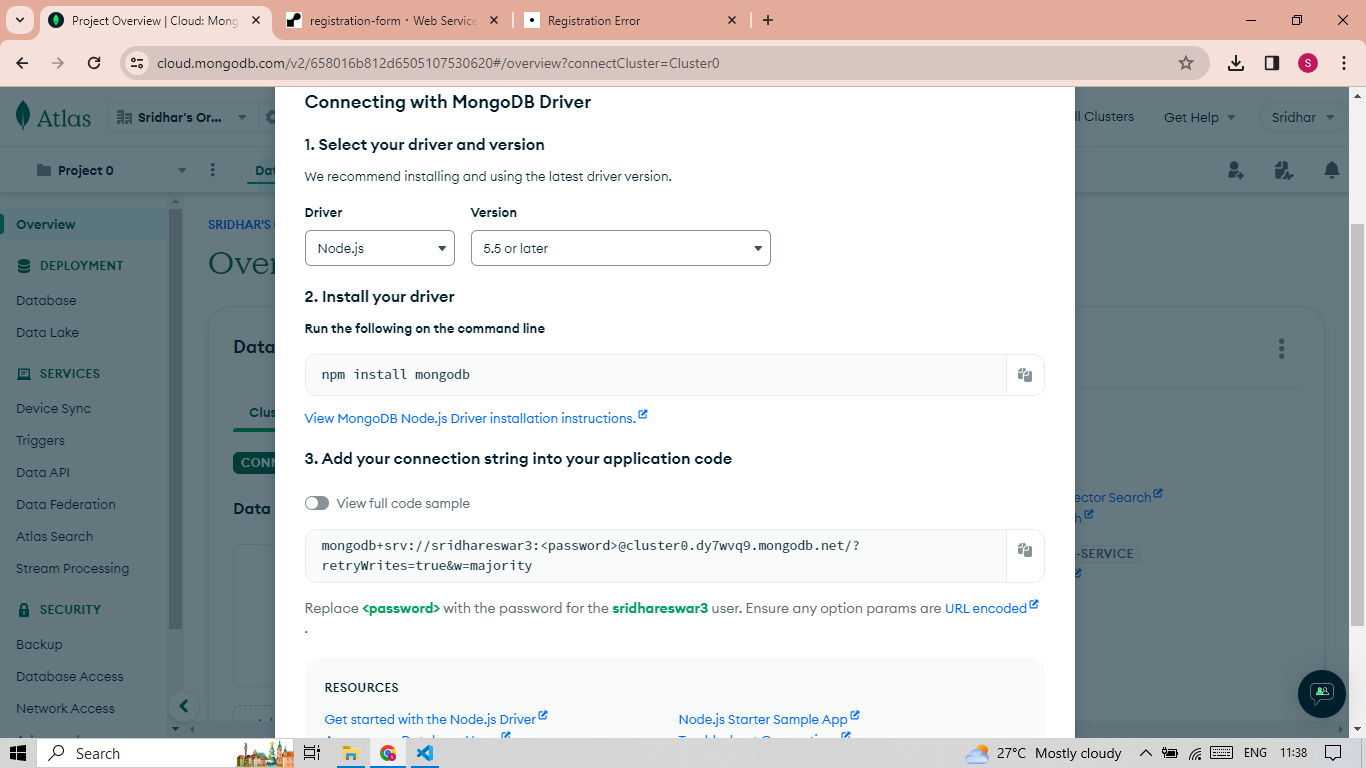 Project Overview | Cloud: Mong
registration-form · Web Service
Registration Error
cloud.mongodb.com/v2/658016b812d6505107530620#/overview?connectCluster=Cluster0
S
Atlas
Sridhar's Or...
ll Clusters
Get Help
Sridhar
Project 0
Dat
Overview
DEPLOYMENT
Database
Data Lake
SERVICES
Device Sync
Triggers
Data API
Data Federation
Atlas Search
Stream Processing
SECURITY
Backup
Database Access
Network Access
SRIDHAR'S
Over
Data
Clus
CONN
Data
Connecting with MongoDB Driver
1. Select your driver and version
We recommend installing and using the latest driver version.
Driver
Version
Node.js
5.5 or later
2. Install your driver
Run the following on the command line
npm install mongodb
View MongoDB Node.js Driver installation instructions.
3. Add your connection string into your application code
View full code sample
mongodb+srv://sridhareswar3:<password>@cluster0.dy7wvq9.mongodb.net/?
retryWrites=true&w=majority
Replace <password> with the password for the sridhareswar3 user. Ensure any option params are URL encoded
.
RESOURCES
Get started with the Node.js Driver
Node.js Starter Sample App
ector Search
h
-SERVICE
Search
27°C Mostly cloudy
ENG
11:38